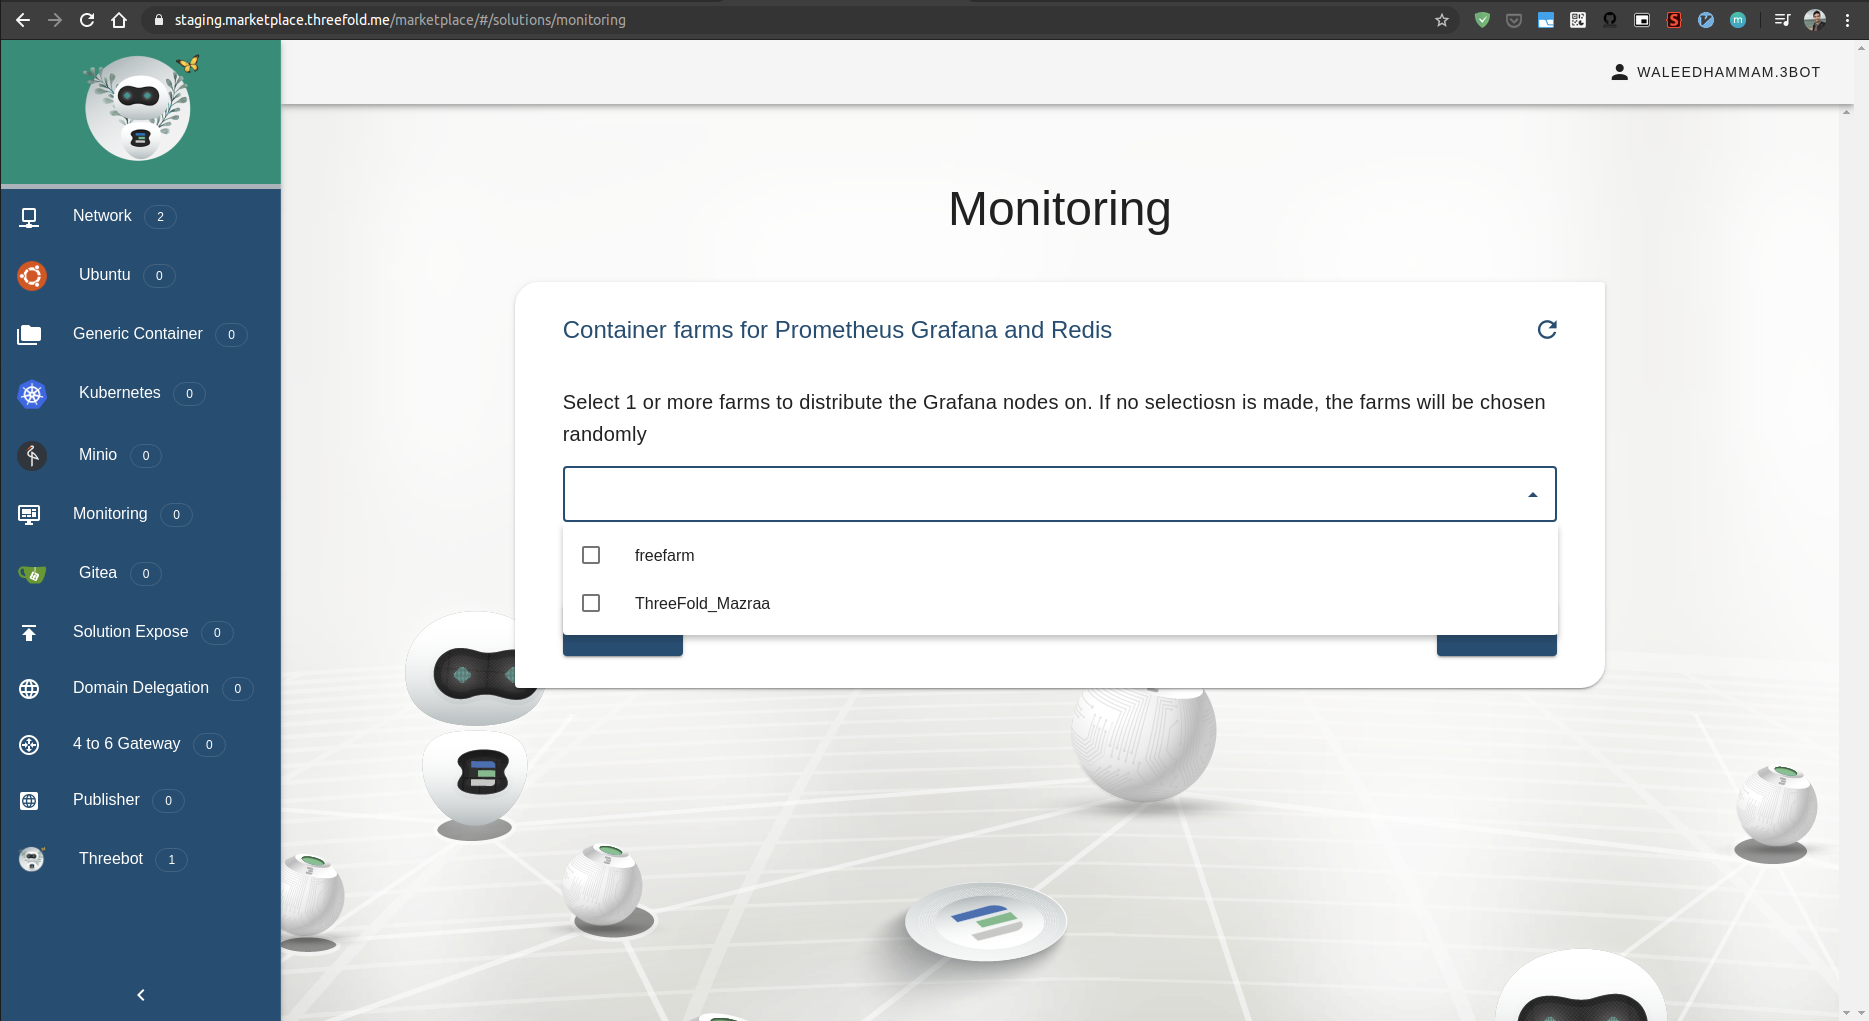 staging.marketplace.threefold.me/marketplace/#/solutions/monitoring
WALEEDHAMMAM.3BOT
Network 2
Ubuntu 0
Generic Container 0
Kubernetes 0
Minio 0
Monitoring 0
Gitea 0
Solution Expose 0
Domain Delegation 0
4 to 6 Gateway 0
Publisher 0
Threebot 1
Monitoring
Container farms for Prometheus Grafana and Redis
Select 1 or more farms to distribute the Grafana nodes on. If no selectiosn is made, the farms will be chosen
randomly
freefarm
ThreeFold_Mazraa